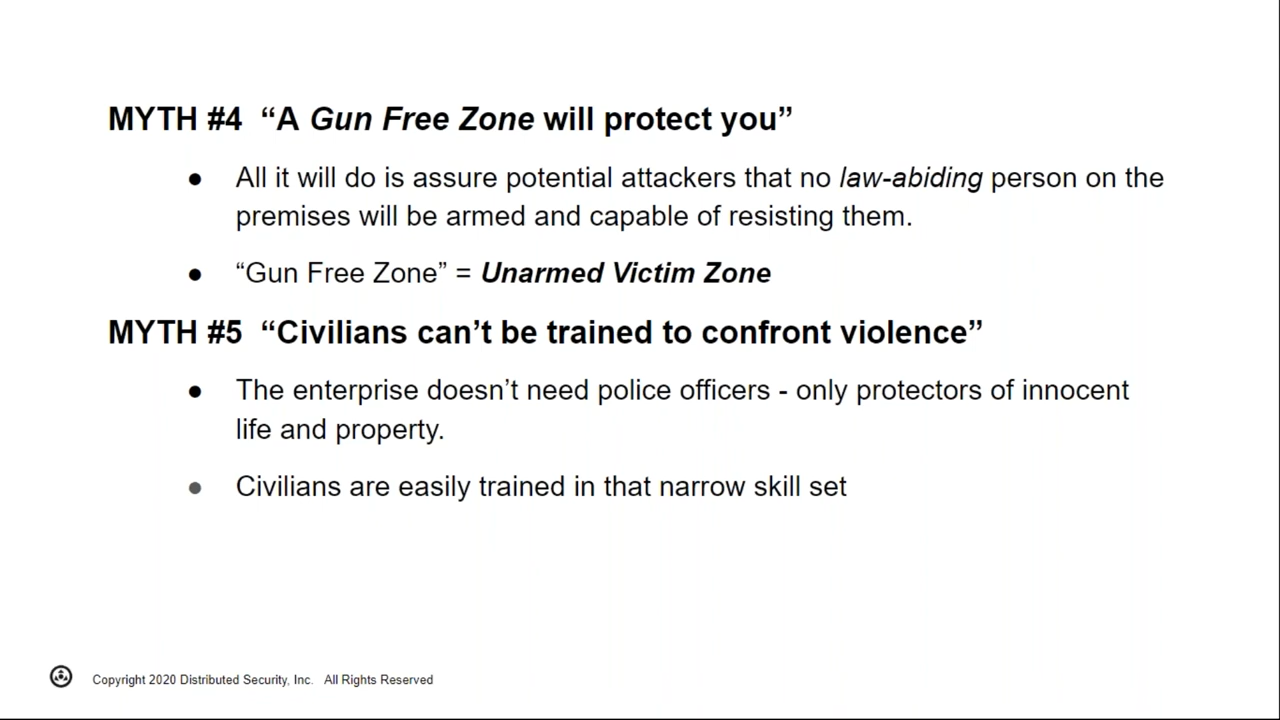 MYTH #4 “A Gun Free Zone will protect you”
● All it will do is assure potential attackers that no law-abiding person on the
premises will be armed and capable of resisting them.
● “Gun Free Zone” = Unarmed Victim Zone
MYTH #5 “Civilians can’t be trained to confront violence”
● The enterprise doesn’t need police officers - only protectors of innocent
life and property.
● Civilians are easily trained in that narrow skill set
Copyright 2020 Distributed Security, Inc. All Rights Reserved